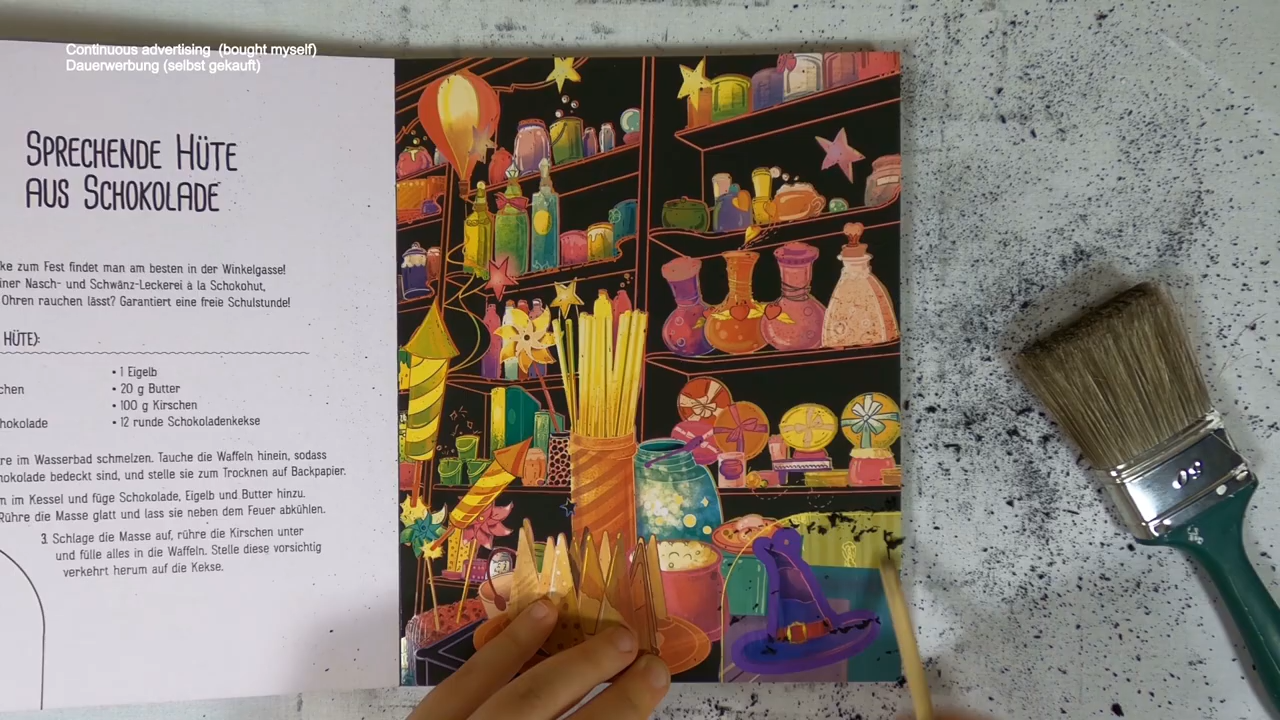 Continuous advertising (bought myself)
Dauerwerbung (selbst gekauft)
SPRECHENDE HÜTE
AUS SCHOKOLADE
ke zum Fest findet man am besten in der Winkelgasse!
iner Nasch- und Schwänz-Leckerei à la Schokohut,
Ohren rauchen lässt? Garantiert eine freie Schulstunde!
HÜTE):
• 1 Eigelb
chen • 20 g Butter
• 100 g Kirschen
hokolade • 12 runde Schokoladenkekse
re im Wasserbad schmelzen. Tauche die Waffeln hinein, sodass
hokolade bedeckt sind, und stelle sie zum Trocknen auf Backpapier.
m im Kessel und füge Schokolade, Eigelb und Butter hinzu.
Rühre die Masse glatt und lass sie neben dem Feuer abkühlen.
3. Schlage die Masse auf, rühre die Kirschen unter
und fülle alles in die Waffeln. Stelle diese vorsichtig
verkehrt herum auf die Kekse.
60